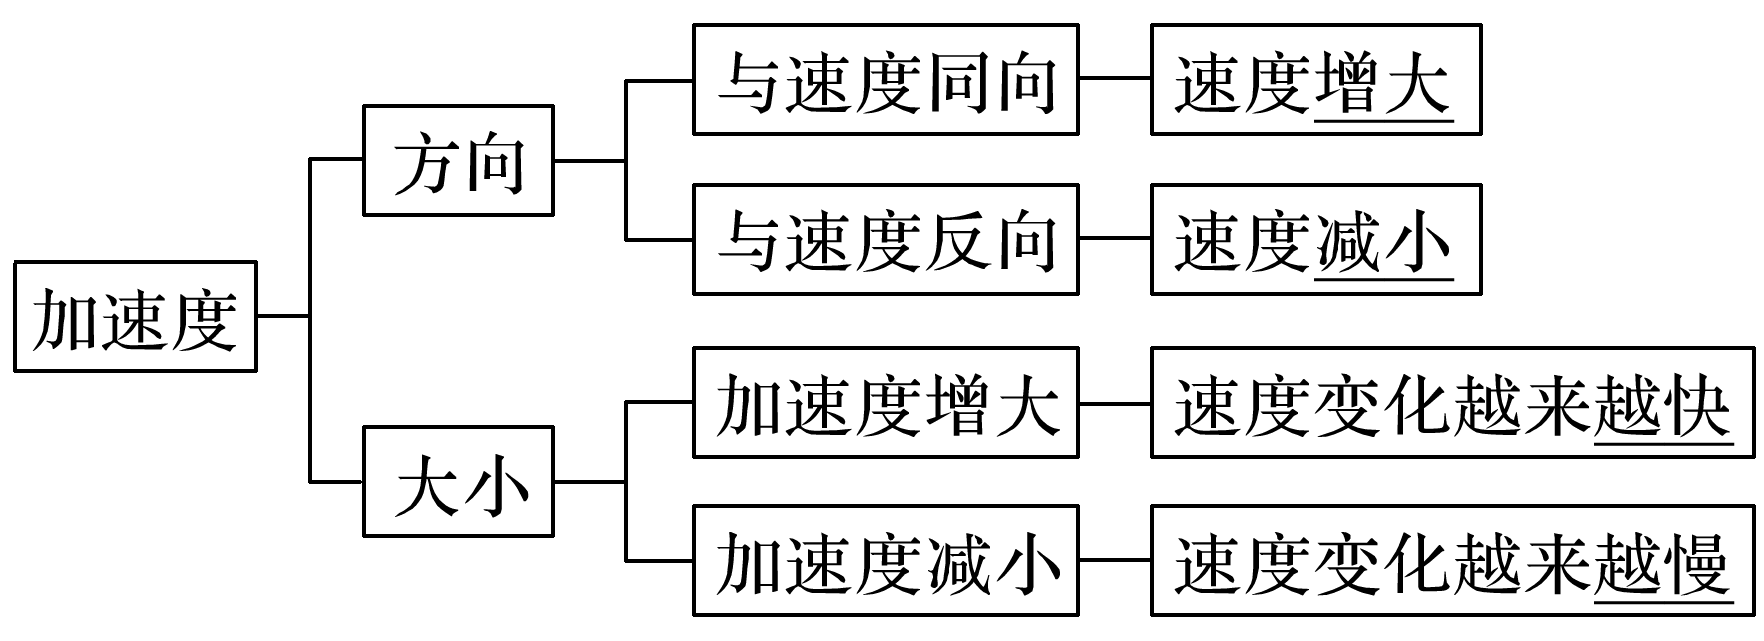 加速度
方向
与速度同向
速度增大
与速度反向
速度减小
大小
加速度增大
速度变化越来越快
加速度减小
速度变化越来越慢